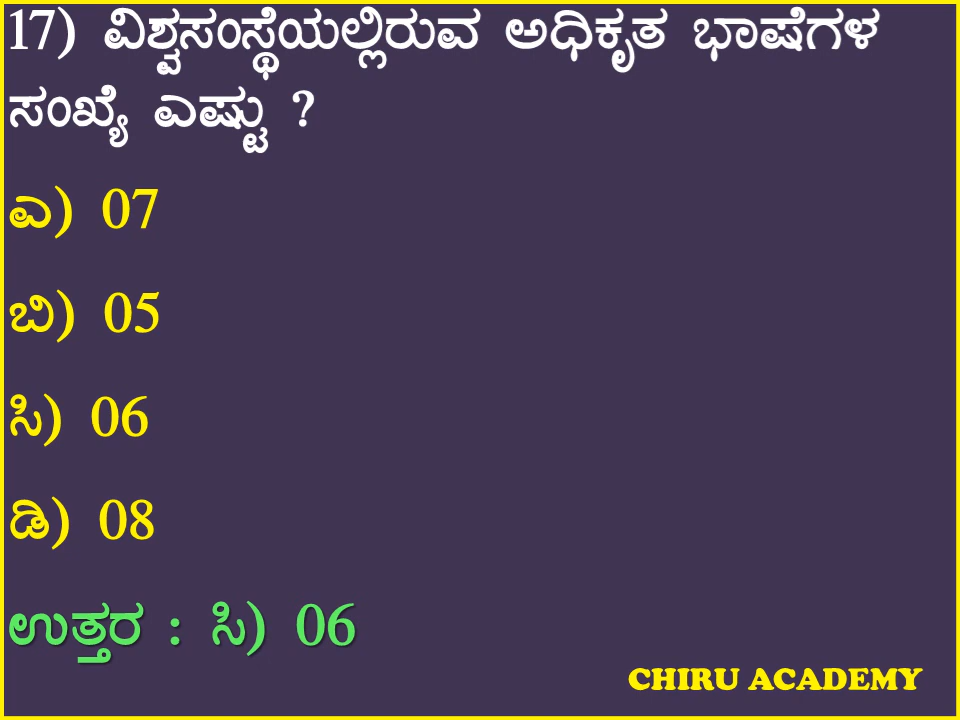 17) ವಿಶ್ವಸಂಸ್ಥೆಯಲ್ಲಿರುವ ಅಧಿಕೃತ ಭಾಷೆಗಳ
ಸಂಖ್ಯೆ ಎಷ್ಟು ?
ಎ) 07
ಬಿ) 05
ಸಿ) 06
ಡಿ) 08
ಉತ್ತರ : ಸಿ) 06
CHIRU ACADEMY